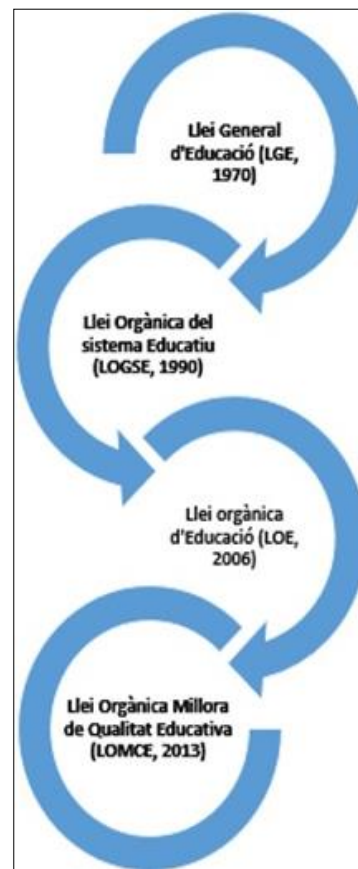 Llei General
d'Educació (LGE,
1970)
Llei Orgànica del
sistema Educatiu
(LOGSE, 1990)
Llei orgànica
d'Educació (LOE,
2006)
Llei Orgànica Millora
de Qualitat Educativa
(LOMCE, 2013)